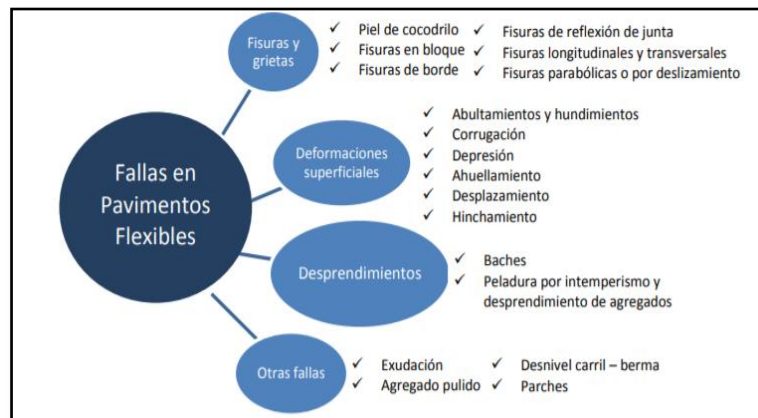 Fallas en
Pavimentos
Flexibles
Fisuras y
grietas
✓ Piel de cocodrilo
✓ Fisuras en bloque
✓ Fisuras de borde
✓ Fisuras de reflexión de junta
✓ Fisuras longitudinales y transversales
✓ Fisuras parabólicas o por deslizamiento
Deformaciones
superficiales
✓ Abultamientos y hundimientos
✓ Corrugación
✓ Depresión
✓ Ahuellamiento
✓ Desplazamiento
✓ Hinchamiento
Desprendimientos
✓ Baches
✓ Peladura por intemperismo y
desprendimiento de agregados
Otras fallas
✓ Exudación
✓ Agregado pulido
✓ Desnivel carril – berma
✓ Parches